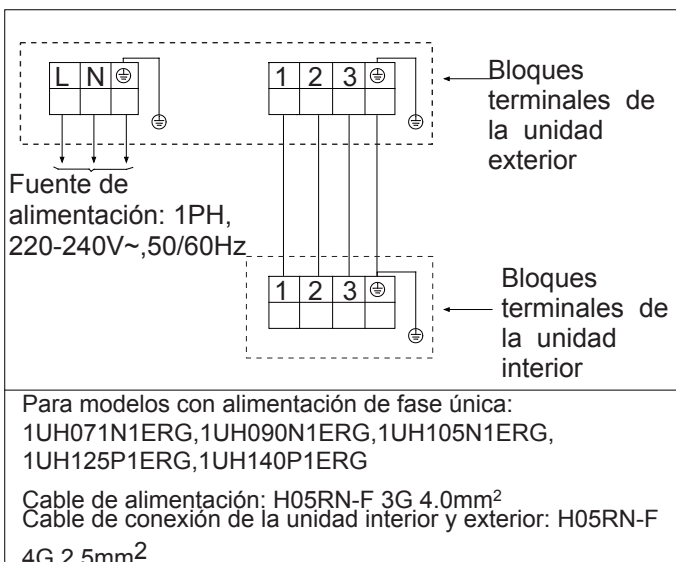 L N ⏚
1 2 3 ⏚
Bloques
terminales de
la unidad
exterior
Fuente de
alimentación: 1PH,
220-240V~,50/60Hz
1 2 3 ⏚
Bloques
terminales de
la unidad
interior
Para modelos con alimentación de fase única:
1UH071N1ERG,1UH090N1ERG,1UH105N1ERG,
1UH125P1ERG,1UH140P1ERG
Cable de alimentación: H05RN-F 3G 4.0mm²
Cable de conexión de la unidad interior y exterior: H05RN-F
4G 2.5mm²